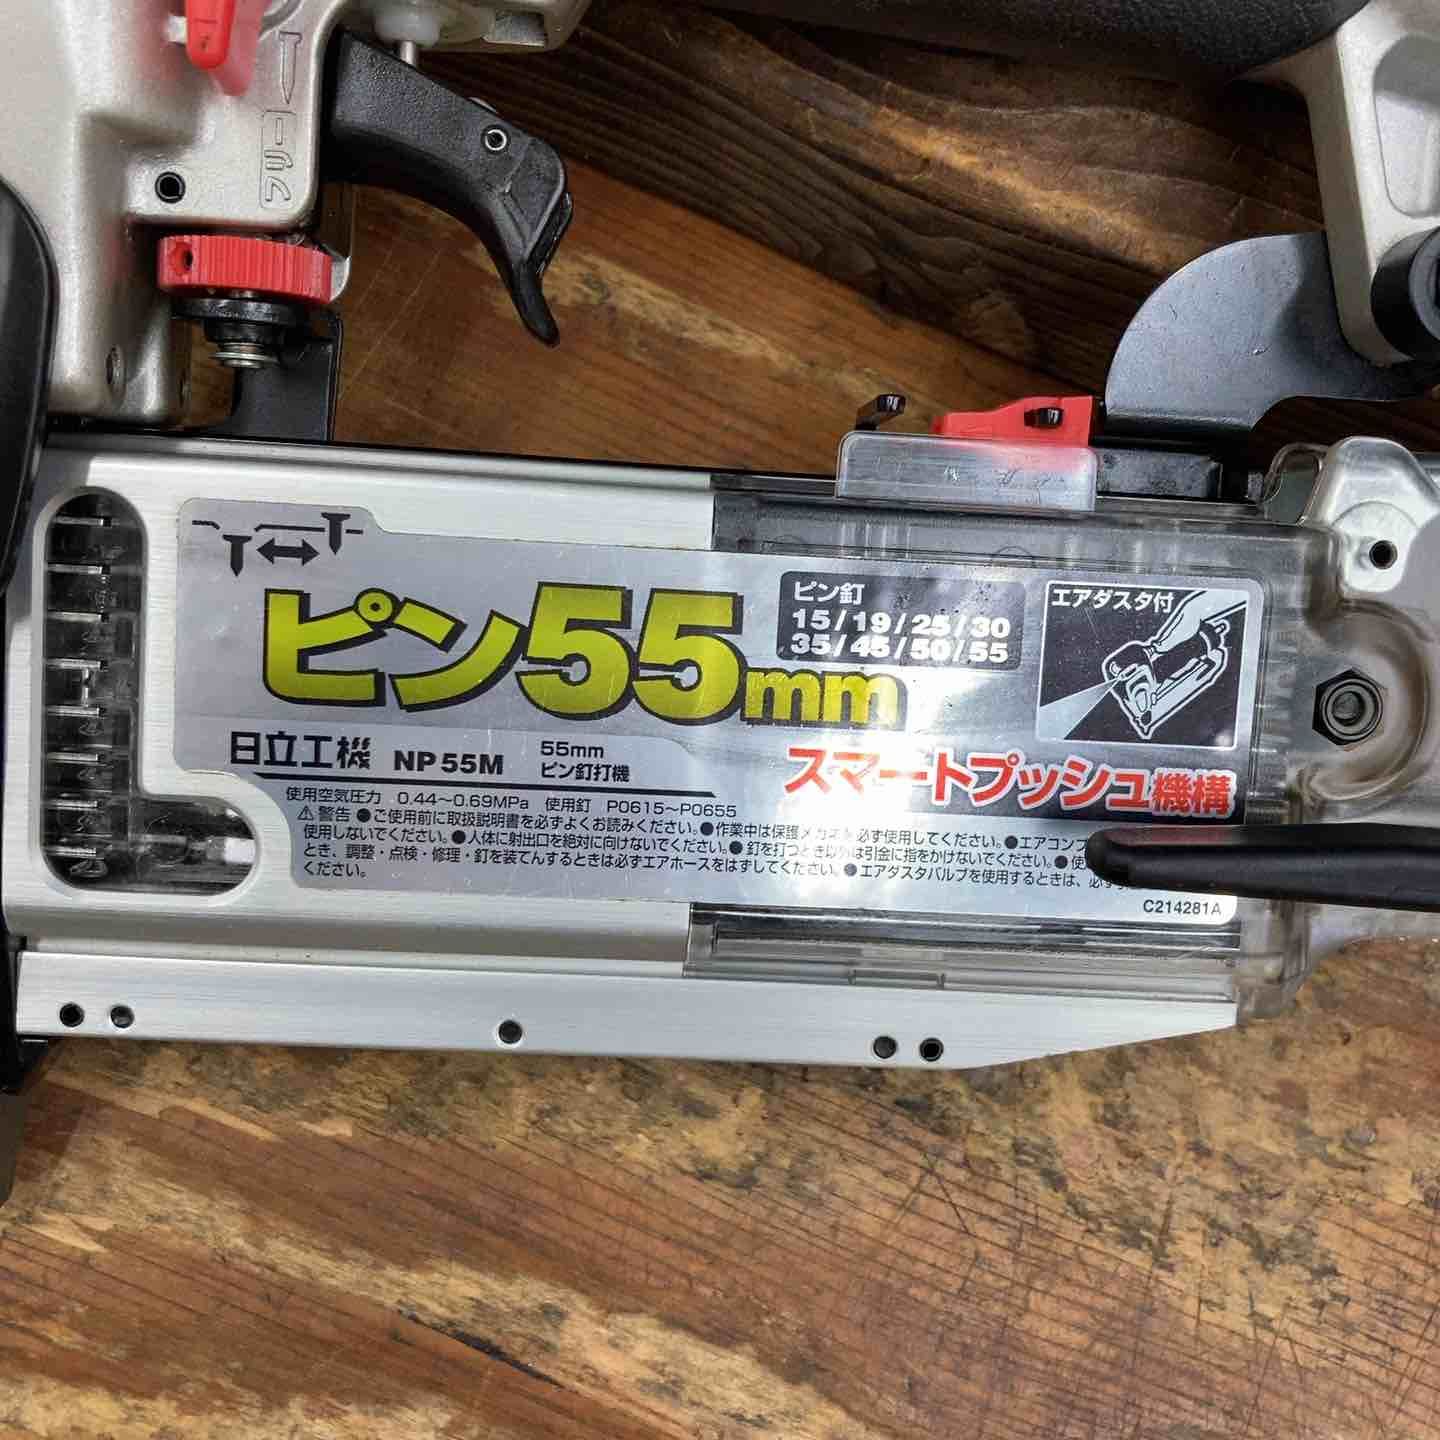 ロック
ピン55mm
ピン釘
15/19/25/30
35/45/50/55
エアダスタ付
日立工機 NP55M
55mm
ピン釘打機
スマートプッシュ機構
使用空気圧力 0.44～0.69MPa 使用釘 P0615～P0655
⚠警告 ●ご使用前に取扱説明書を必ずよくお読みください。●作業中は保護メガネを必ず使用してください。●エアコンプ
使用しないでください。●人体に射出口を絶対に向けないでください。●釘を打つとき以外は引金に指をかけないでください。●使
とき、調整・点検・修理・釘を装てんするときは必ずエアホースをはずしてください。●エアダスタバルブを使用するときは、必ず
ください。
C214281A